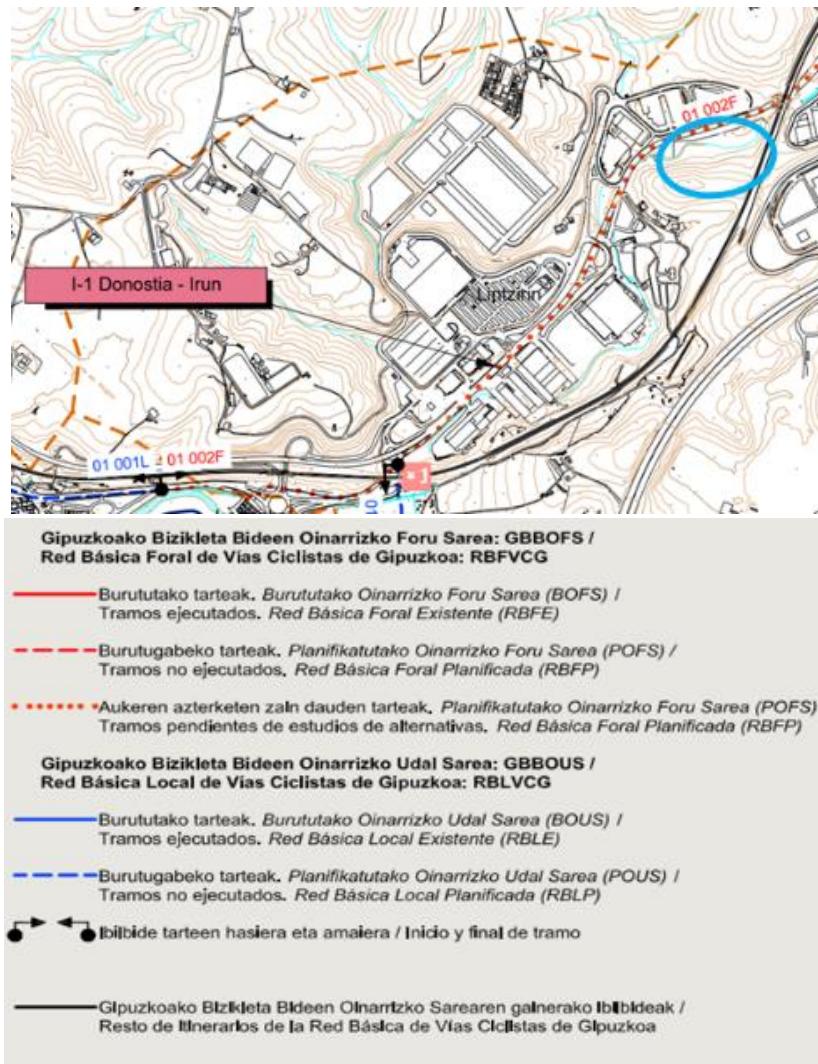 01 002F
I-1 Donostia - Irun
Liptzirin
01 001L 01 002F
Gipuzkoako Bizikleta Bideen Oinarrizko Foru Sarea: GBBOFS /
Red Básica Foral de Vías Ciclistas de Gipuzkoa: RBFVCG
Burututako tarteak. Burututako Oinarrizko Foru Sarea (BOFS) /
Tramos ejecutados. Red Básica Foral Existente (RBFE)
Burutugabeko tarteak. Planifikatutako Oinarrizko Foru Sarea (POFS) /
Tramos no ejecutados. Red Básica Foral Planificada (RBFP)
Aukeren azterketen zain dauden tarteak. Planifikatutako Oinarrizko Foru Sarea (POFS)
Tramos pendientes de estudios de alternativas. Red Básica Foral Planificada (RBFP)
Gipuzkoako Bizikleta Bideen Oinarrizko Udal Sarea: GBBOUS /
Red Básica Local de Vías Ciclistas de Gipuzkoa: RBLVCG
Burututako tarteak. Burututako Oinarrizko Udal Sarea (BOUS) /
Tramos ejecutados. Red Básica Local Existente (RBLE)
Burutugabeko tarteak. Planifikatutako Oinarrizko Udal Sarea (POUS) /
Tramos no ejecutados. Red Básica Local Planificada (RBLP)
Ibilbide tarteen hasiera eta amaiera / Inicio y final de tramo
Gipuzkoako Bizikleta Bideen Oinarrizko Sarearen gainerako Ibilbideak /
Resto de Itinerarios de la Red Básica de Vías Ciclistas de Gipuzkoa